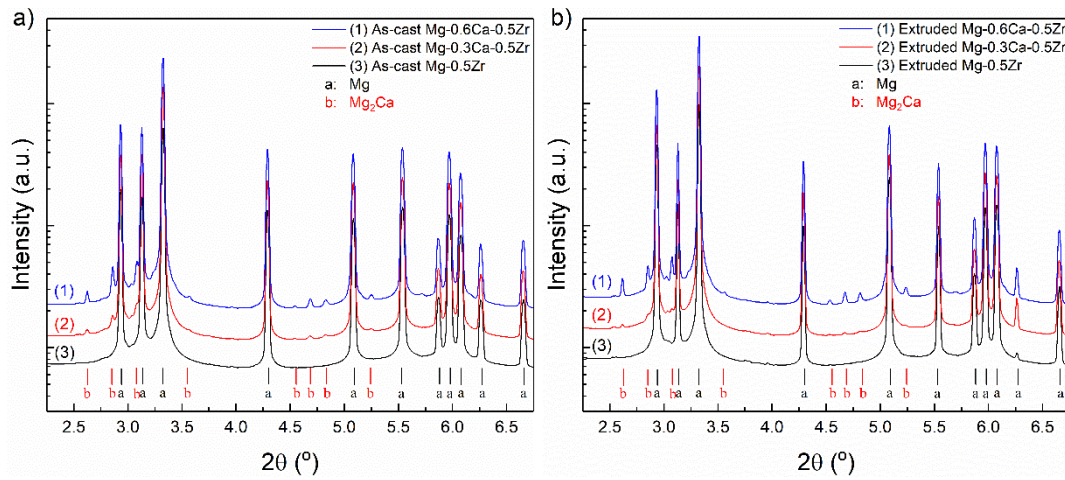 a)
(1) As-cast Mg-0.6Ca-0.5Zr
(2) As-cast Mg-0.3Ca-0.5Zr
(3) As-cast Mg-0.5Zr
a: Mg
b: Mg₂Ca
Intensity (a.u.)
(1)
(2)
(3)
b b a b a a b a b b b a b a a a a a a
2.5 3.0 3.5 4.0 4.5 5.0 5.5 6.0 6.5
2θ (º)
b)
(1) Extruded Mg-0.6Ca-0.5Zr
(2) Extruded Mg-0.3Ca-0.5Zr
(3) Extruded Mg-0.5Zr
a: Mg
b: Mg₂Ca
Intensity (a.u.)
(1)
(2)
(3)
b b a b a a b a b b b a b a a a a a a
2.5 3.0 3.5 4.0 4.5 5.0 5.5 6.0 6.5
2θ (º)